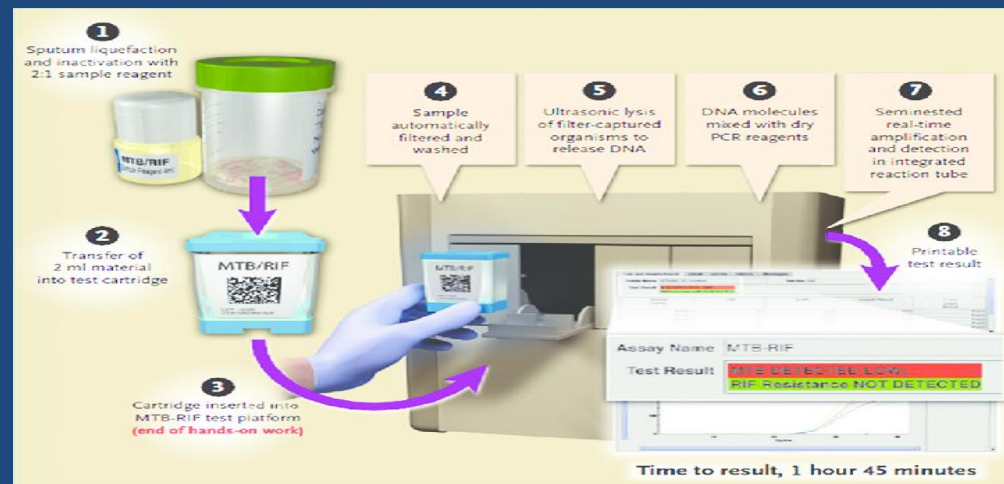 1
Sputum liquefaction
and inactivation with
2:1 sample reagent
MTB/RIF
Sample Reagent
2
Transfer of
2 ml material
into test cartridge
MTB/RIF
3
Cartridge inserted into
MTB-RIF test platform
(end of hands-on work)
4
Sample
automatically
filtered and
washed
5
Ultrasonic lysis
of filter-captured
organisms to
release DNA
6
DNA molecules
mixed with dry
PCR reagents
7
Seminested
real-time
amplification
and detection
in integrated
reaction tube
MTB/RIF
8
Printable
test result
Assay Name MTB-RIF
Test Result MTB DETECTED LOW;
RIF Resistance NOT DETECTED
Time to result, 1 hour 45 minutes